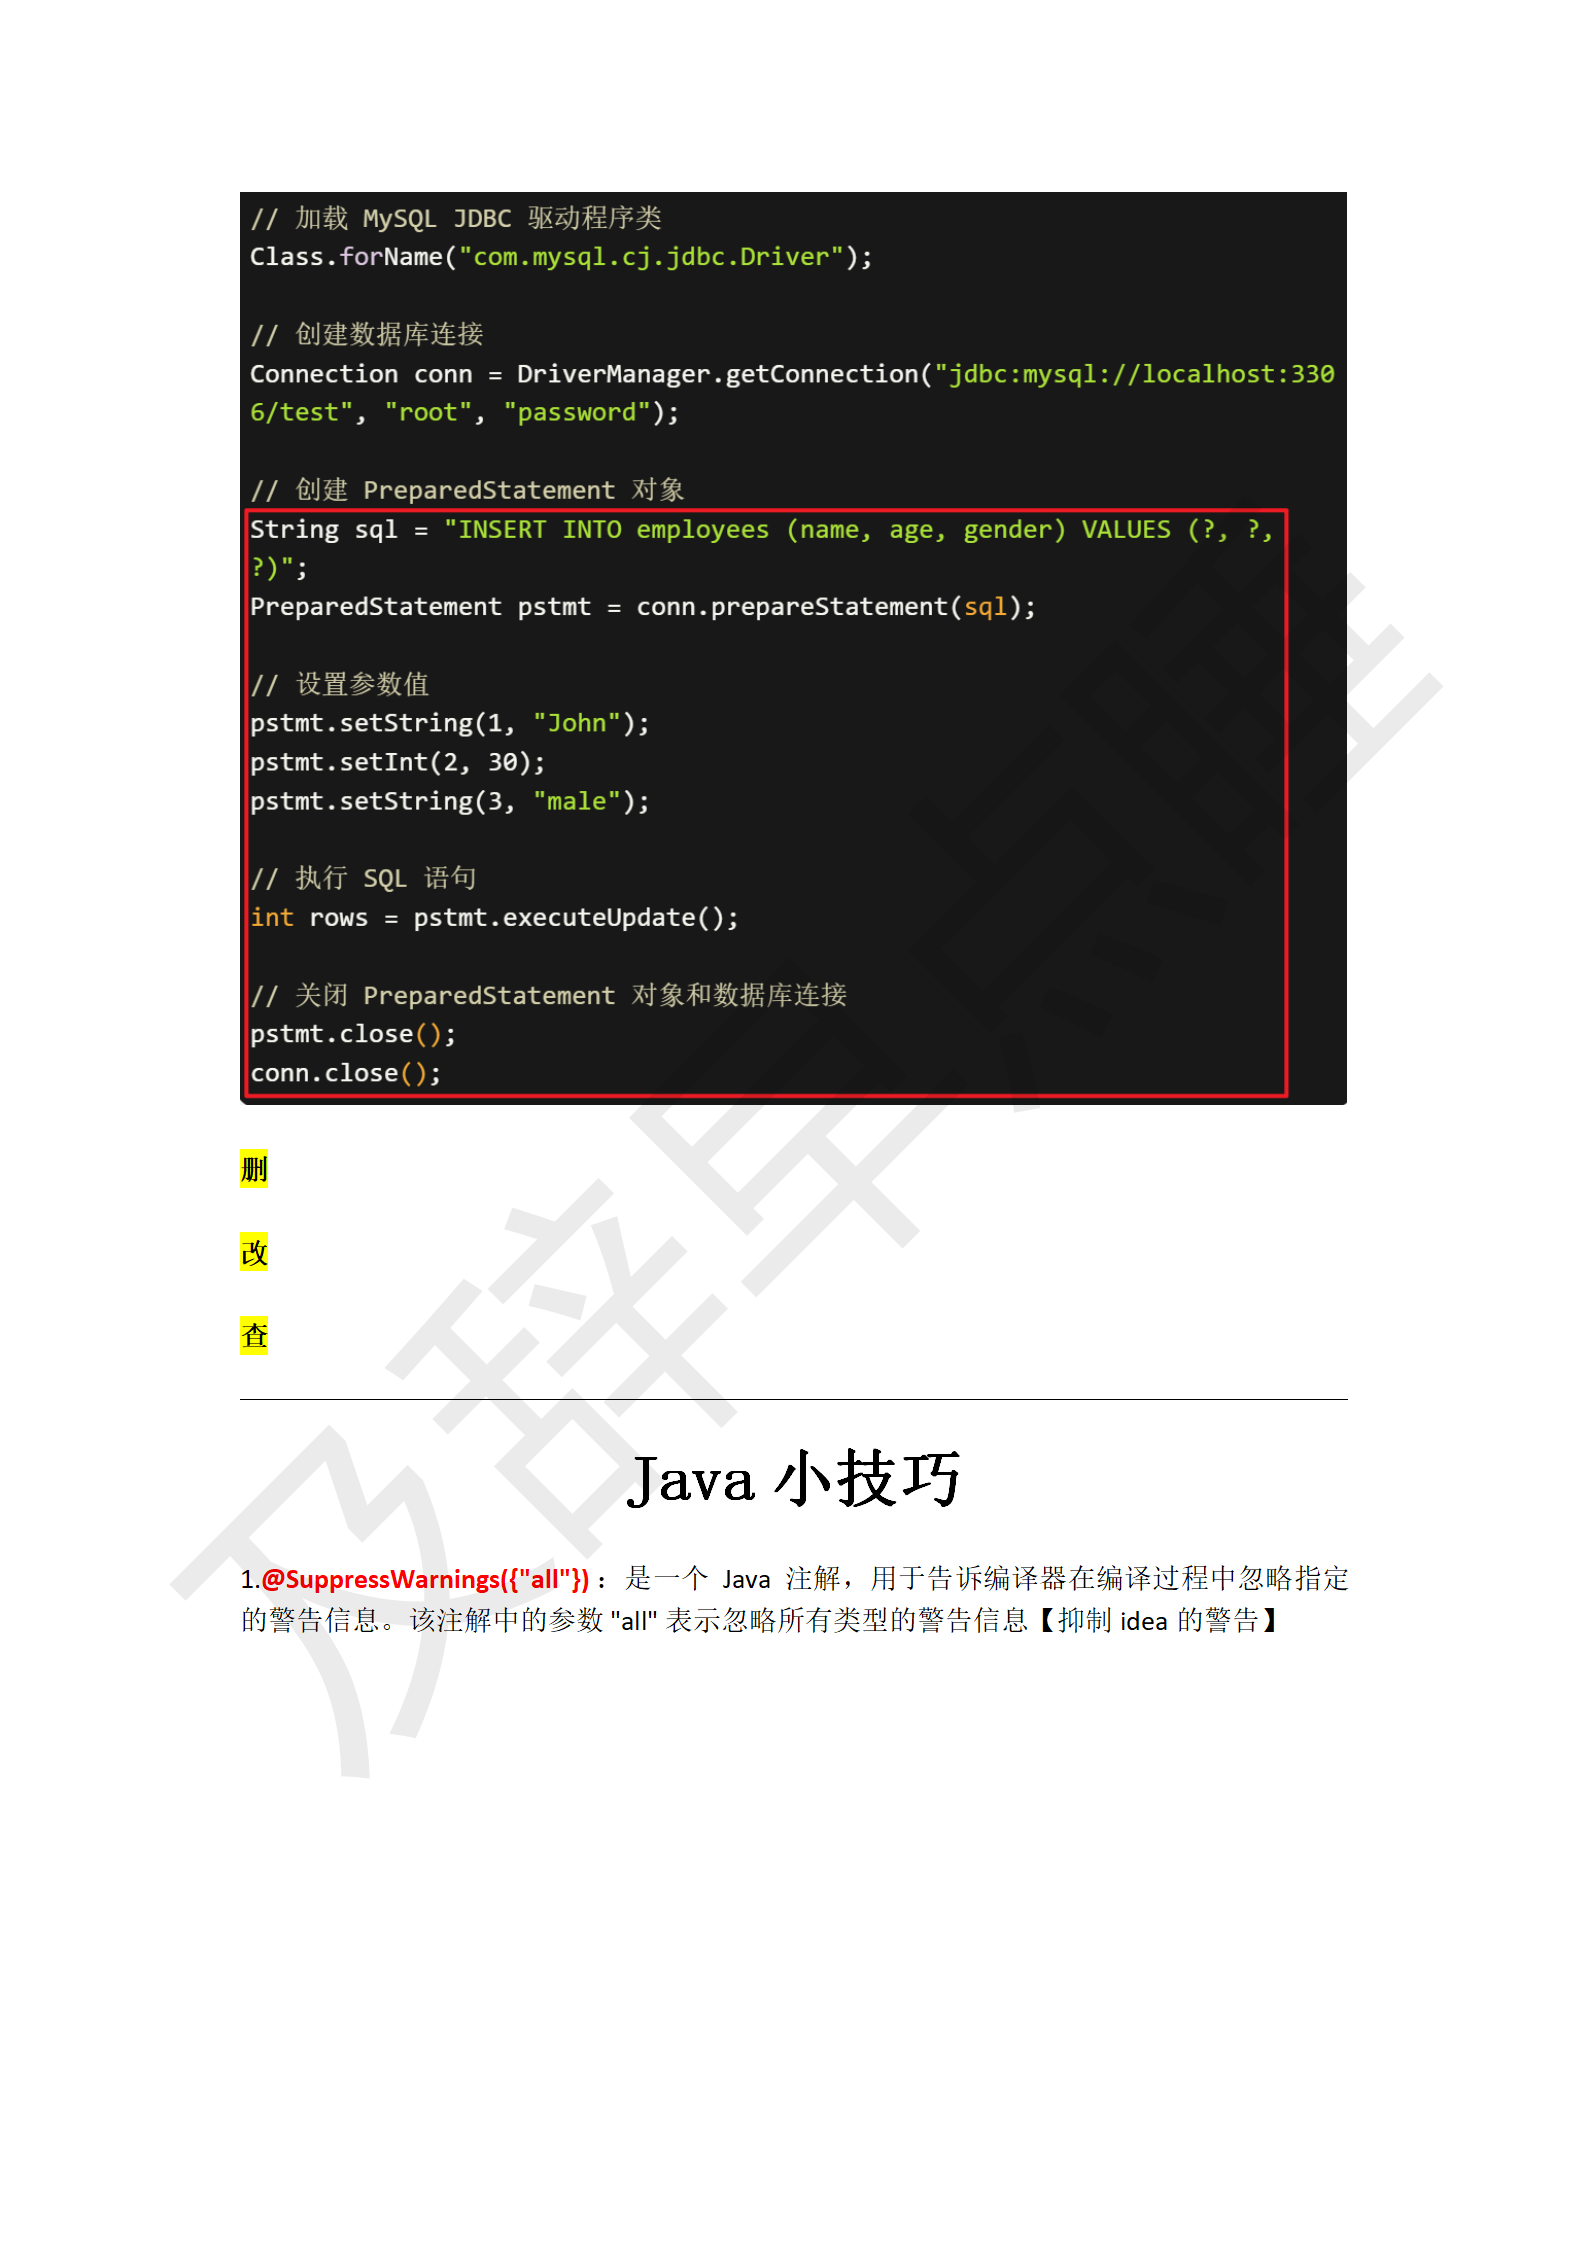 // 加载 MySQL JDBC 驱动程序类
Class.forName("com.mysql.cj.jdbc.Driver");
// 创建数据库连接
Connection conn = DriverManager.getConnection("jdbc:mysql://localhost:330
6/test", "root", "password");
// 创建 PreparedStatement 对象
String sql = "INSERT INTO employees (name, age, gender) VALUES (?, ?,
?)";
PreparedStatement pstmt = conn.prepareStatement(sql);
// 设置参数值
pstmt.setString(1, "John");
pstmt.setInt(2, 30);
pstmt.setString(3, "male");
// 执行 SQL 语句
int rows = pstmt.executeUpdate();
// 关闭 PreparedStatement 对象和数据库连接
pstmt.close();
conn.close();
删
改
查
Java 小技巧
1.@SuppressWarnings({"all"})：是一个 Java 注解，用于告诉编译器在编译过程中忽略指定
的警告信息。该注解中的参数 "all" 表示忽略所有类型的警告信息【抑制 idea 的警告】
及辞阜点睢